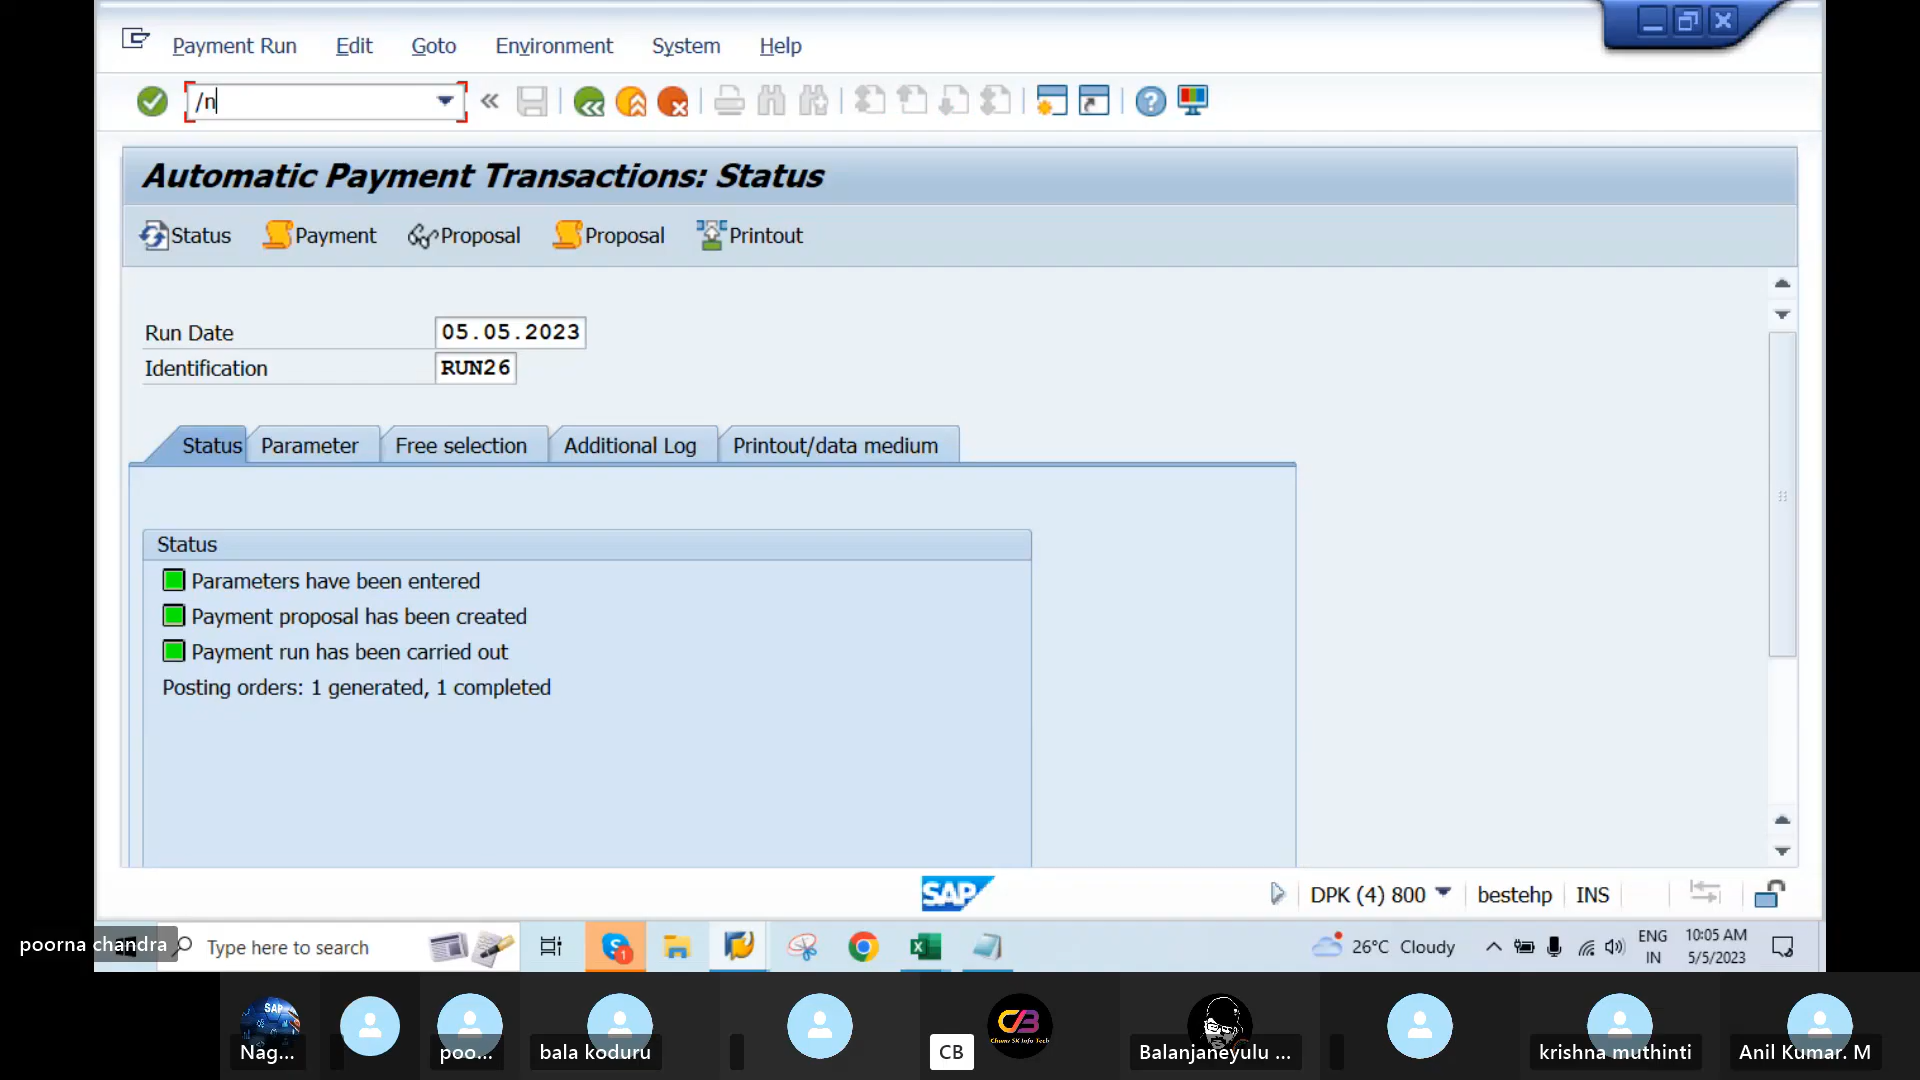 Payment Run Edit Goto Environment System Help
/n
Automatic Payment Transactions: Status
Status Payment Proposal Proposal Printout
Run Date 05.05.2023
Identification RUN26
Status Parameter Free selection Additional Log Printout/data medium
Status
Parameters have been entered
Payment proposal has been created
Payment run has been carried out
Posting orders: 1 generated, 1 completed
SAP DPK (4) 800 bestehp INS
poorna chandra Type here to search 1 26°C Cloudy ENG IN 10:05 AM 5/5/2023
SAP
Nag... poo... bala koduru CB Balanjaneyulu ... krishna muthinti Anil Kumar. M